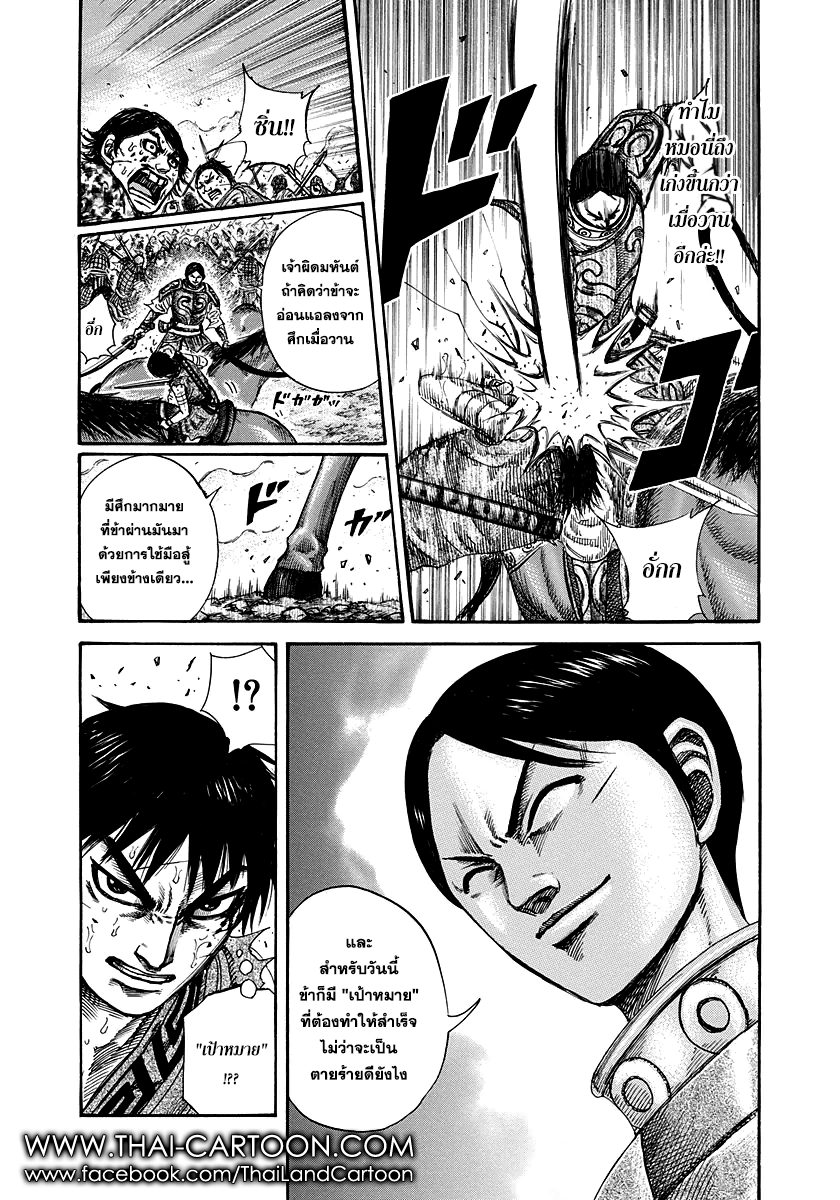 ทำไม
หมอนี่ถึง
เก่งขึ้นกว่า
เมื่อวาน
อีกล่ะ!!
ドゴ
อั่กก
ซิ่น!!
เจ้าผิดมหันต์
ถ้าคิดว่าข้าจะ
อ่อนแอลงจาก
ศึกเมื่อวาน
อึ่ก
ドガガッ
มีศึกมากมาย
ที่ข้าผ่านมันมา
ด้วยการใช้มือสู้
เพียงข้างเดียว...
ドガ
และ
สำหรับวันนี้
ข้าก็มี "เป้าหมาย"
ที่ต้องทำให้สำเร็จ
ไม่ว่าจะเป็น
ตายร้ายดียังไง
!?
"เป้าหมาย"
!??
WWW.THAI-CARTOON.COM
www.facebook.com/ThaiLandCartoon